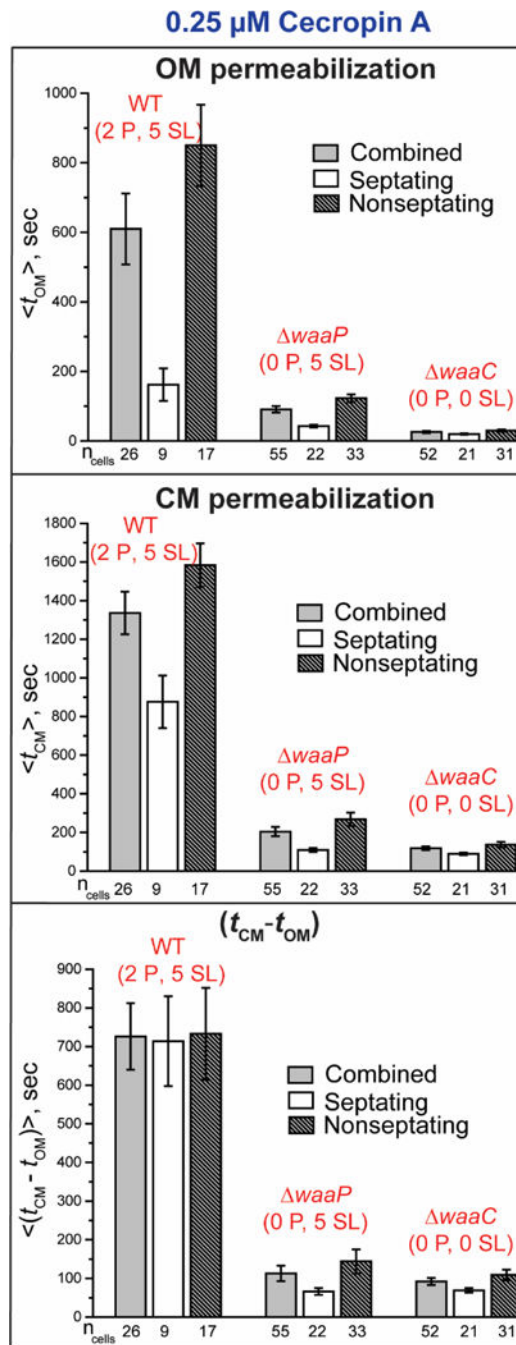 0.25 µM Cecropin A
OM permeabilization
1000
800
600
400
200
0
<t_OM>, sec
WT
(2 P, 5 SL)
Combined
Septating
Nonseptating
ΔwaaP
(0 P, 5 SL)
ΔwaaC
(0 P, 0 SL)
n_cells 26 9 17 55 22 33 52 21 31
CM permeabilization
1800
1600
1400
1200
1000
800
600
400
200
0
<t_CM>, sec
WT
(2 P, 5 SL)
Combined
Septating
Nonseptating
ΔwaaP
(0 P, 5 SL)
ΔwaaC
(0 P, 0 SL)
n_cells 26 9 17 55 22 33 52 21 31
(t_CM-t_OM)
900
800
700
600
500
400
300
200
100
0
<(t_CM - t_OM)>, sec
WT
(2 P, 5 SL)
Combined
Septating
Nonseptating
ΔwaaP
(0 P, 5 SL)
ΔwaaC
(0 P, 0 SL)
n_cells 26 9 17 55 22 33 52 21 31